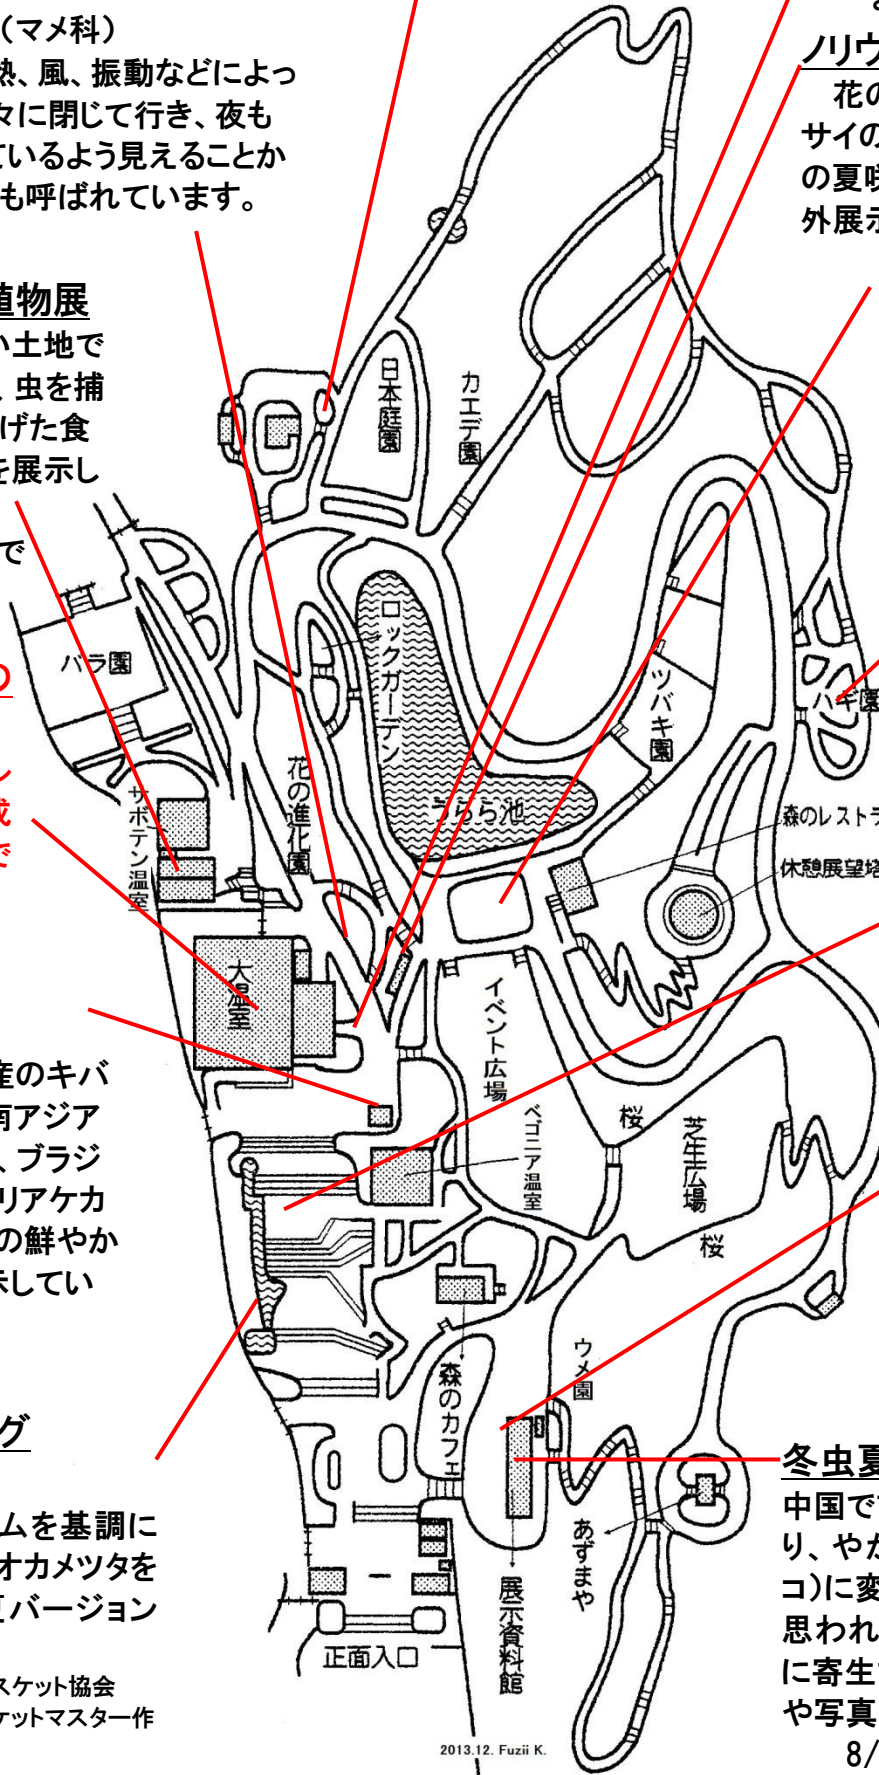 （マメ科）
熱、風、振動などによっ
々に閉じて行き、夜も
ているよう見えることか
も呼ばれています。
植物展
い土地で
、虫を捕
げた食
を展示し
で
の
し
成
で
産のキバ
南アジア
、ブラジ
リアケカ
の鮮やか
示してい
グ
ムを基調に
オカメツタを
夏バージョン
スケット協会
ケットマスター作
ノリウ
花の
サイの
の夏咲
外展示
日本庭園
カエデ園
バラ園
ロックガーデン
ツバキ園
ハギ園
うらら池
花の進化園
サボテン温室
森のレストラ
休憩展望塔
大温室
イベント広場
ベゴニア温室
桜
芝生広場
桜
ウメ園
森のカフェ
あずまや
展示資料館
正面入口
冬虫夏
中国で
り、やか
コ）に変
思われ
に寄生
や写真
8/
2013.12. Fuzii K.